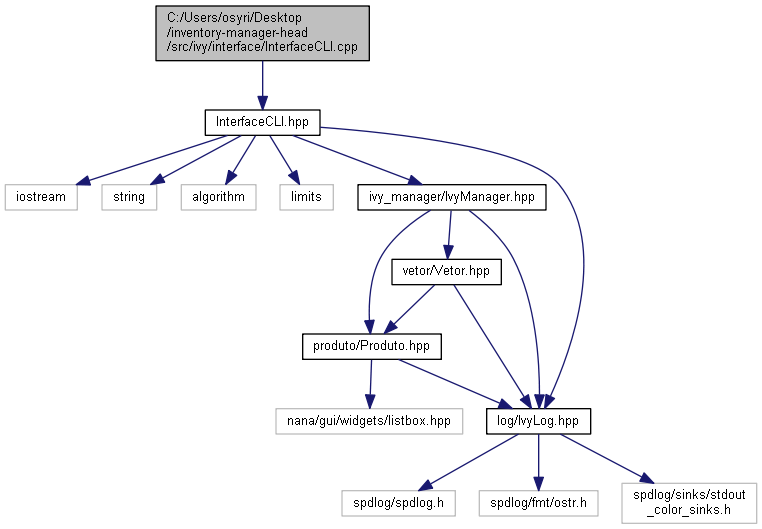 C:/Users/osyri/Desktop
/inventory-manager-head
/src/ivy/interface/InterfaceCLI.cpp
InterfaceCLI.hpp
iostream
string
algorithm
limits
ivy_manager/IvyManager.hpp
vetor/Vetor.hpp
produto/Produto.hpp
nana/gui/widgets/listbox.hpp
log/IvyLog.hpp
spdlog/spdlog.h
spdlog/fmt/ostr.h
spdlog/sinks/stdout
_color_sinks.h